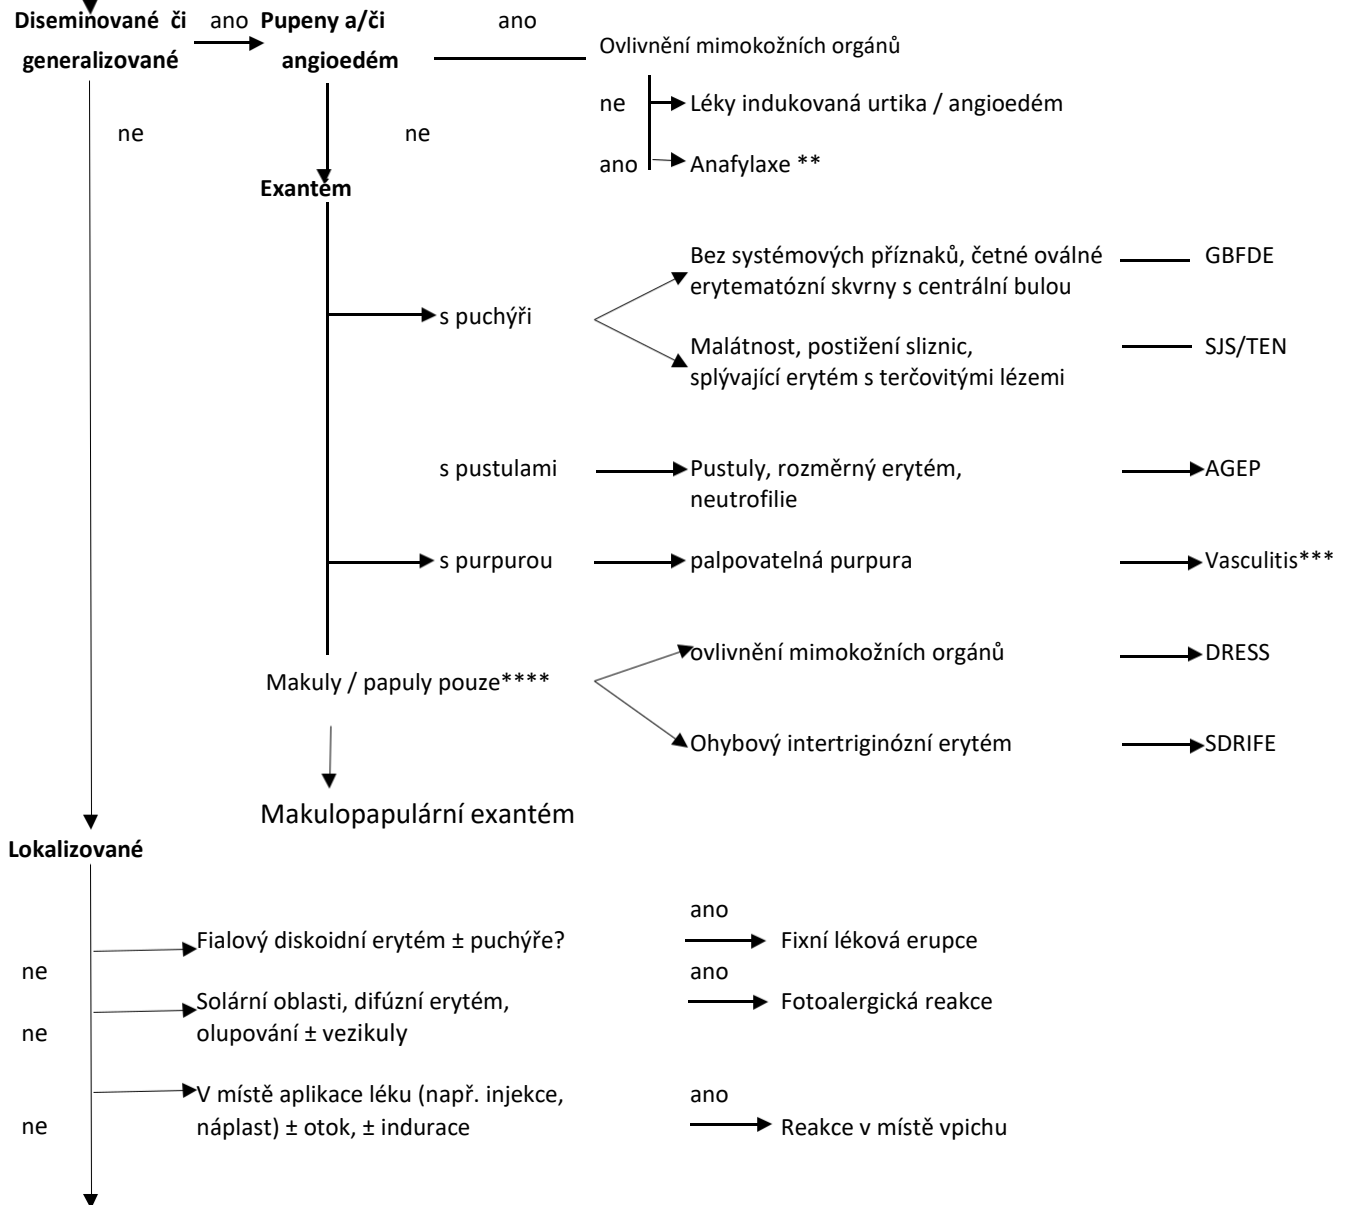 Diseminované či ano Pupeny a/či ano
generalizované angioedém
Ovlivnění mimokožních orgánů
ne Léky indukovaná urtika / angioedém
ne ne
ano Anafylaxe **
Exantém
Bez systémových příznaků, četné oválné GBFDE
erytematózní skvrny s centrální bulou
s puchýři
Malátnost, postižení sliznic, SJS/TEN
splývající erytém s terčovitými lézemi
s pustulami Pustuly, rozměrný erytém, AGEP
neutrofilie
s purpurou palpovatelná purpura Vasculitis***
ovlivnění mimokožních orgánů DRESS
Makuly / papuly pouze****
Ohybový intertriginózní erytém SDRIFE
Makulopapulární exantém
Lokalizované
ano
Fialový diskoidní erytém ± puchýře? Fixní léková erupce
ne ano
Solární oblasti, difúzní erytém, Fotoalergická reakce
ne olupování ± vezikuly
V místě aplikace léku (např. injekce, ano
ne náplast) ± otok, ± indurace Reakce v místě vpichu